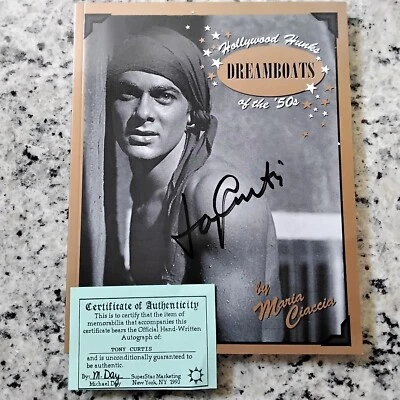 Hollywood Hunks
DREAMBOATS
of the '50s
Tony Curtis
by
Maria
Ciaccia
Certificate of Authenticity
This is to certify that the item of
memorabilia that accompanies this
certificate bears the Official Hand-Written
Autograph of:
TONY CURTIS
and is unconditionally guaranteed to
be authentic.
By: M. Day SuperStar Marketing
Michael Day New York, NY 1992